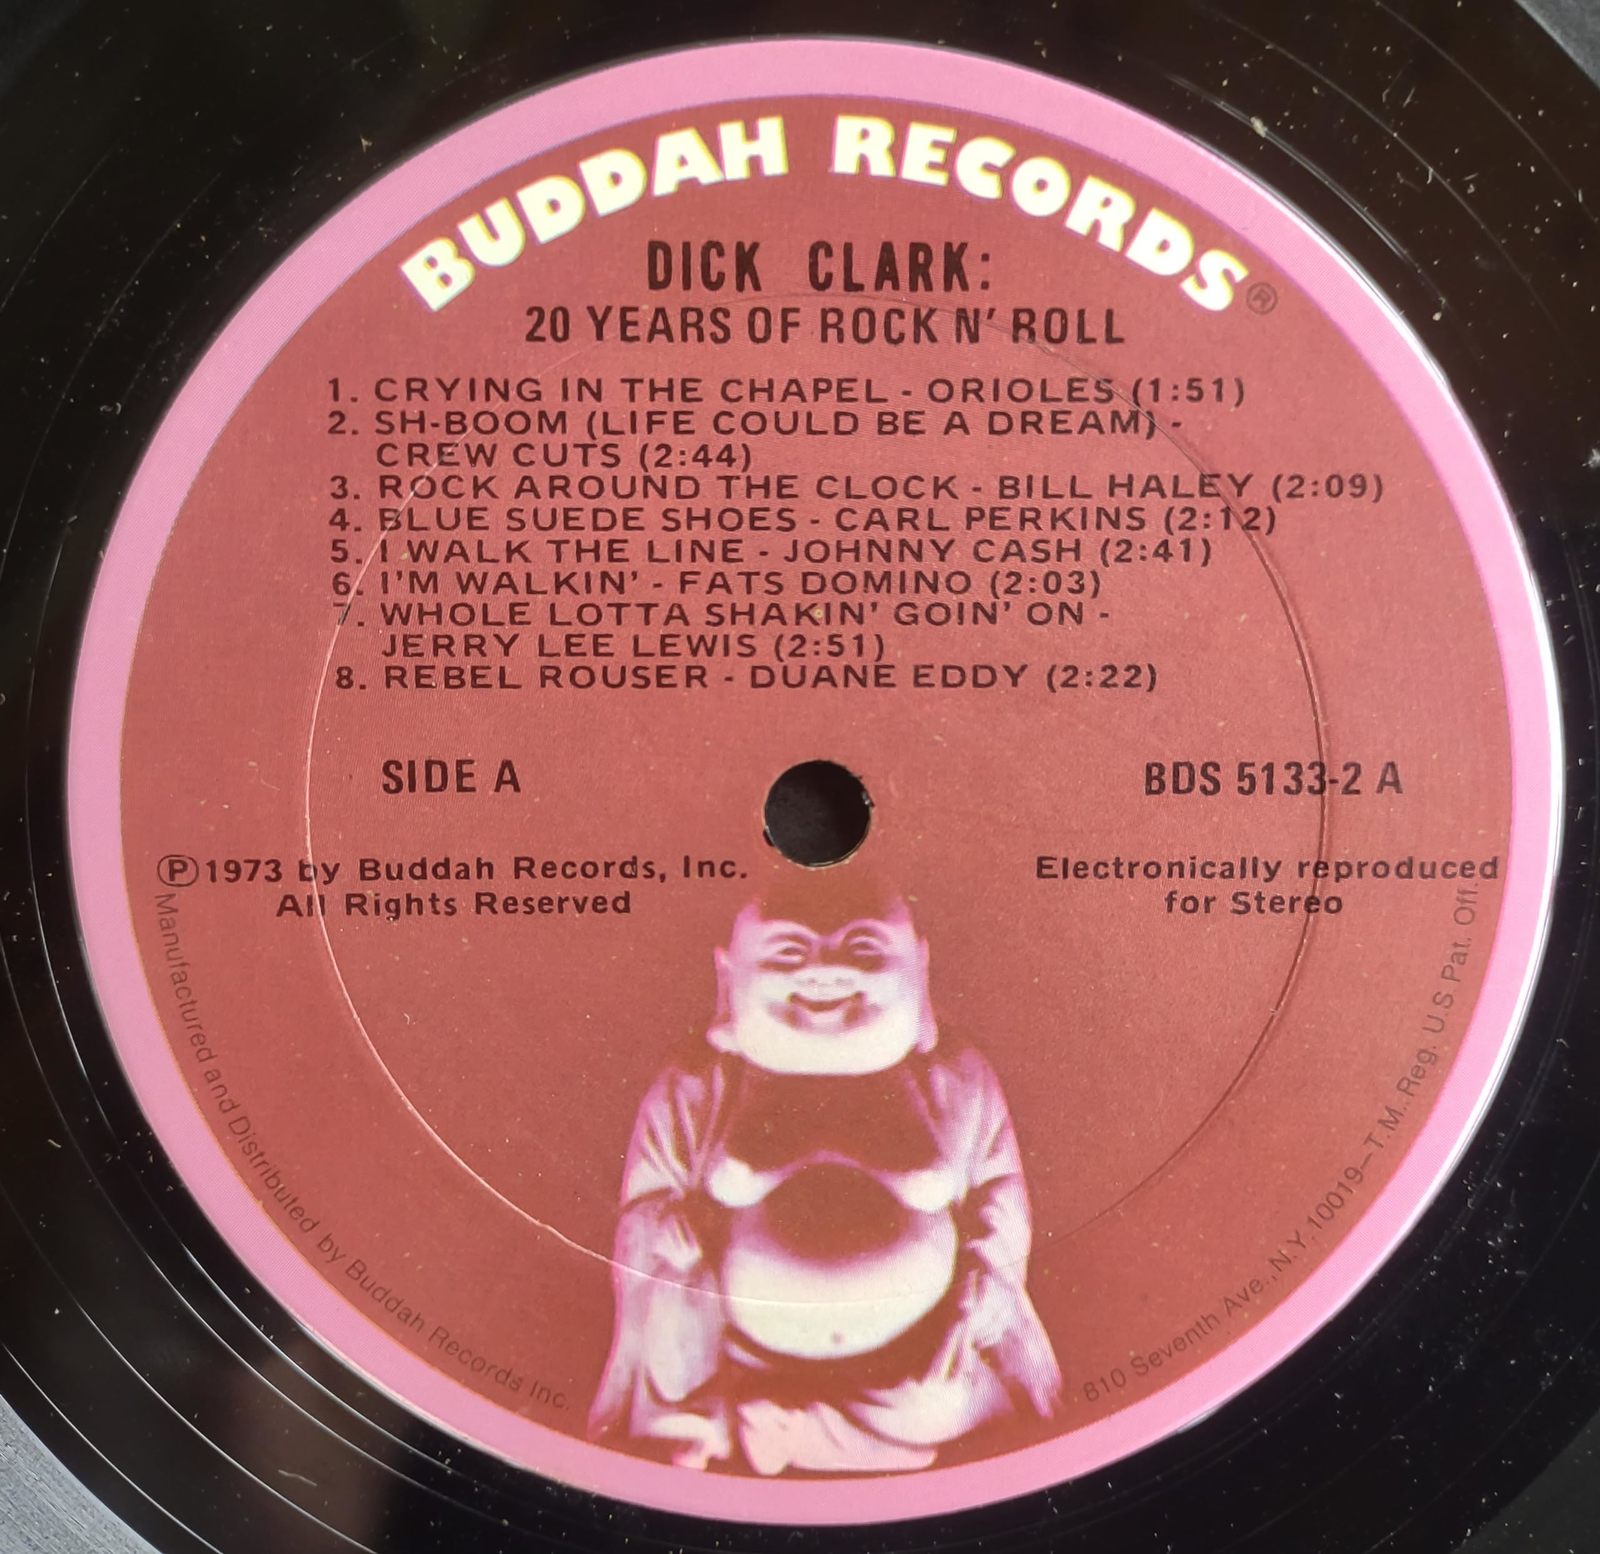 BUDDAH RECORDS®
DICK CLARK:
20 YEARS OF ROCK N' ROLL
1. CRYING IN THE CHAPEL - ORIOLES (1:51)
2. SH-BOOM (LIFE COULD BE A DREAM) -
CREW CUTS (2:44)
3. ROCK AROUND THE CLOCK - BILL HALEY (2:09)
4. BLUE SUEDE SHOES - CARL PERKINS (2:12)
5. I WALK THE LINE - JOHNNY CASH (2:41)
6. I'M WALKIN' - FATS DOMINO (2:03)
7. WHOLE LOTTA SHAKIN' GOIN' ON -
JERRY LEE LEWIS (2:51)
8. REBEL ROUSER - DUANE EDDY (2:22)
SIDE A
BDS 5133-2 A
℗1973 by Buddah Records, Inc.
All Rights Reserved
Electronically reproduced
for Stereo
Manufactured and Distributed by Buddah Records Inc.
810 Seventh Ave., N.Y. 10019—T.M. Reg. U.S. Pat. Off.